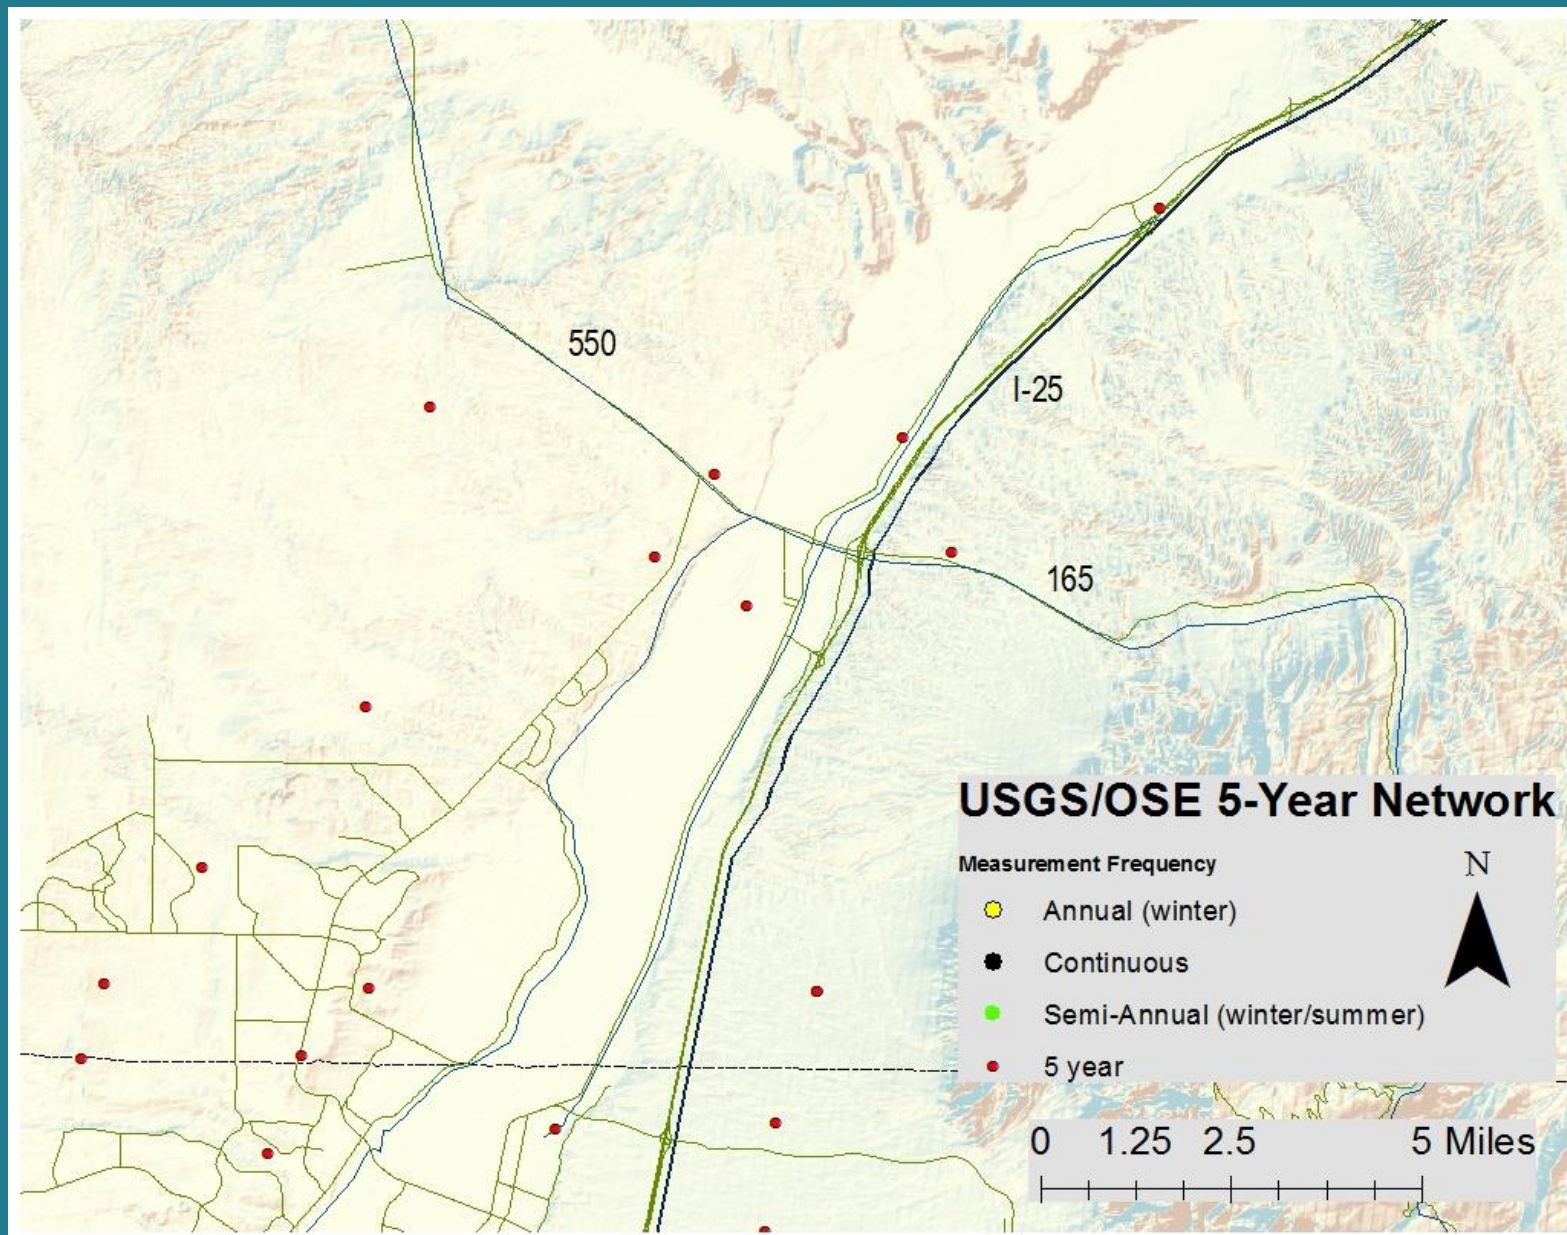 550
I-25
165
USGS/OSE 5-Year Network
Measurement Frequency
N
Annual (winter)
Continuous
Semi-Annual (winter/summer)
5 year
0 1.25 2.5 5 Miles